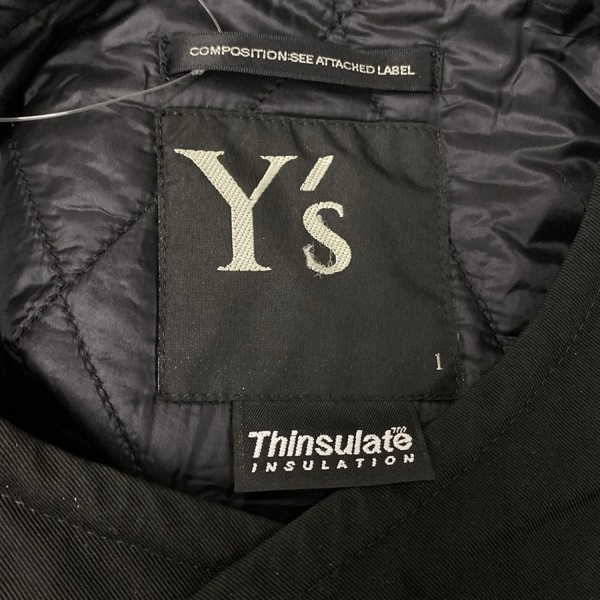 COMPOSITION:SEE ATTACHED LABEL
Y's
1
Thinsulate™
INSULATION